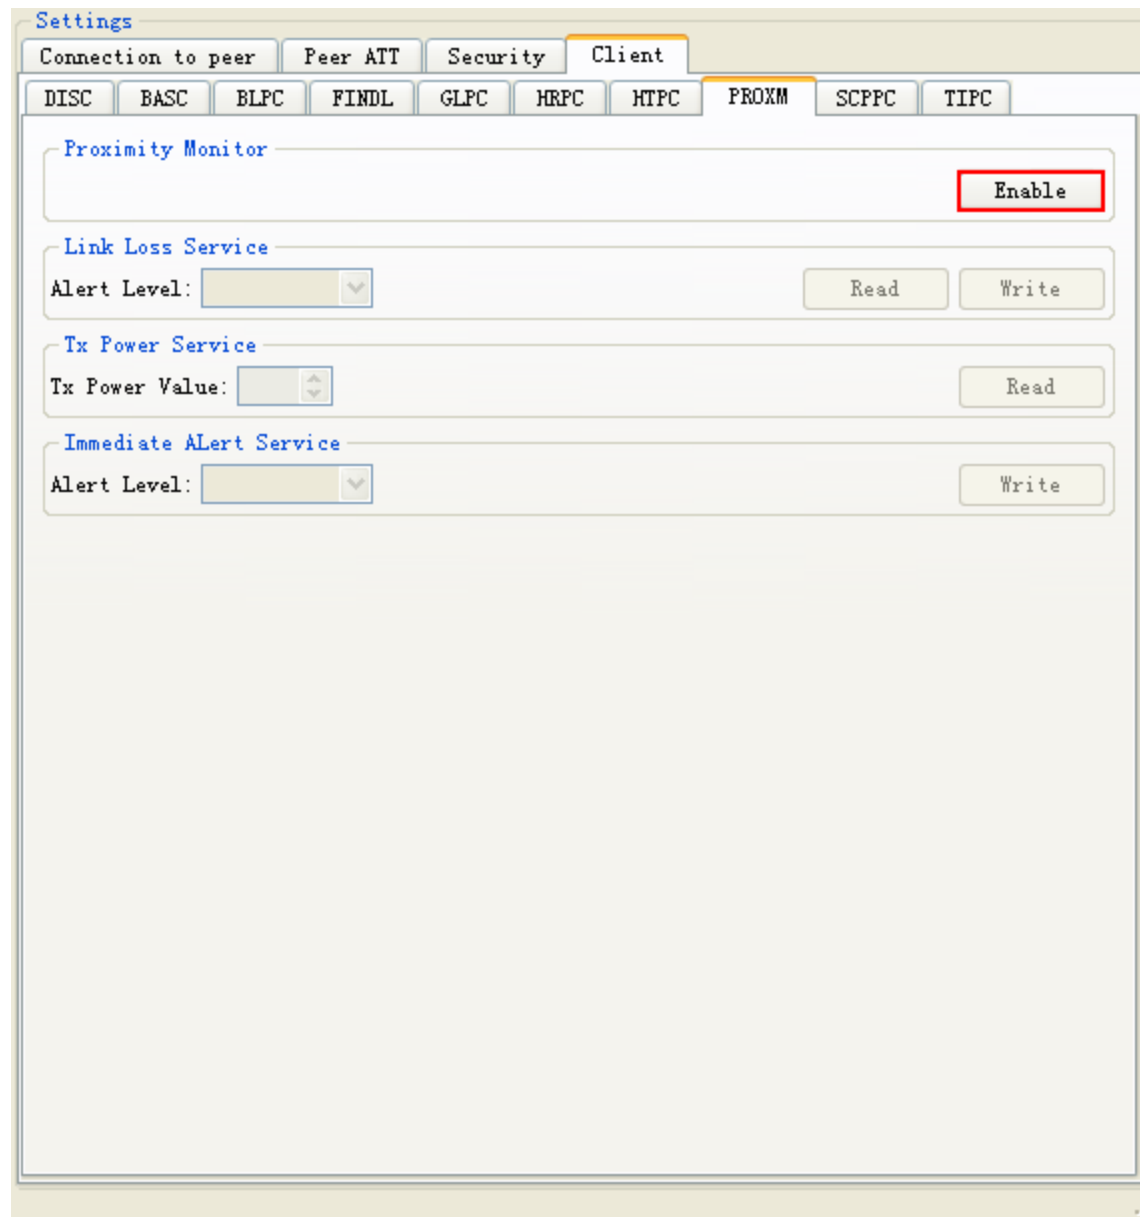 Settings
Connection to peer Peer ATT Security Client
DISC BASC BLPC FINDL GLPC HRPC HTPC PROXM SCPPC TIPC
Proximity Monitor
Enable
Link Loss Service
Alert Level: Read Write
Tx Power Service
Tx Power Value: Read
Immediate ALert Service
Alert Level: Write